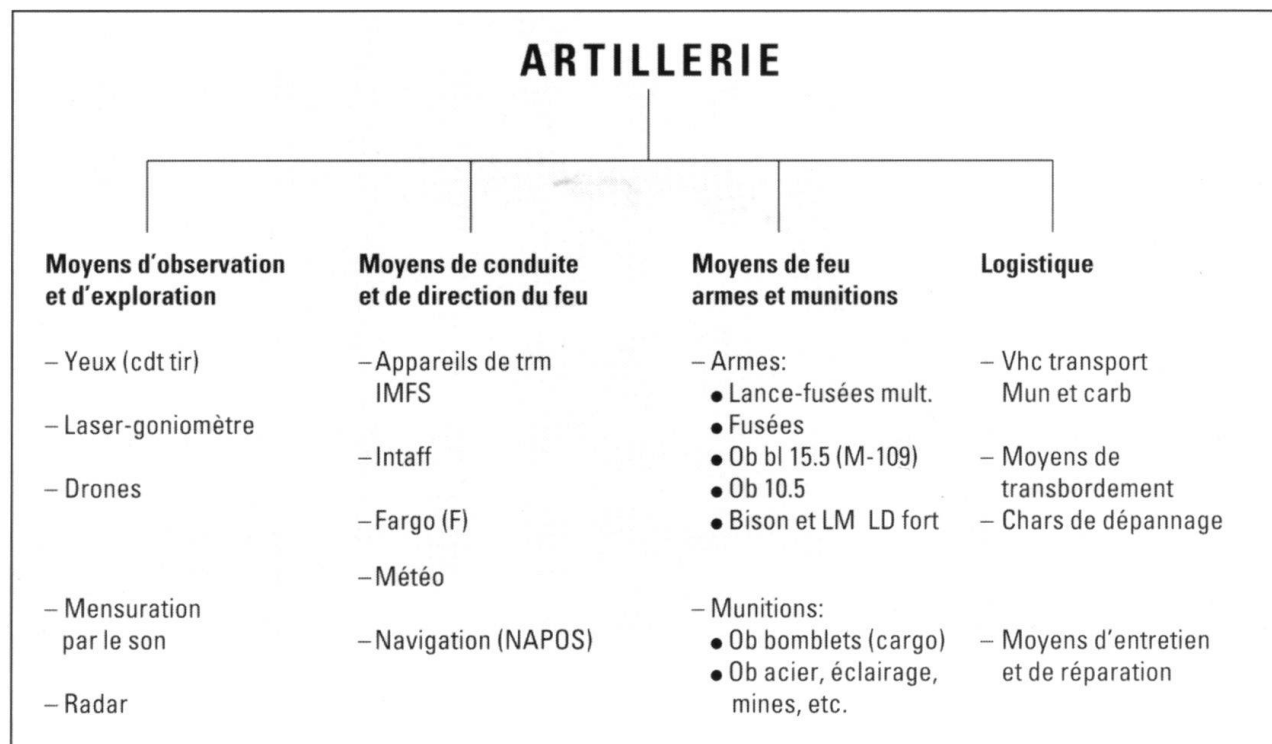 ARTILLERIE
Moyens d'observation
et d'exploration
– Yeux (cdt tir)
– Laser-goniomètre
– Drones
– Mensuration
par le son
– Radar
Moyens de conduite
et de direction du feu
– Appareils de trm
IMFS
– Intaff
– Fargo (F)
– Météo
– Navigation (NAPOS)
Moyens de feu
armes et munitions
– Armes:
● Lance-fusées mult.
● Fusées
● Ob bl 15.5 (M-109)
● Ob 10.5
● Bison et LM LD fort
– Munitions:
● Ob bomblets (cargo)
● Ob acier, éclairage,
mines, etc.
Logistique
– Vhc transport
Mun et carb
– Moyens de
transbordement
– Chars de dépannage
– Moyens d'entretien
et de réparation